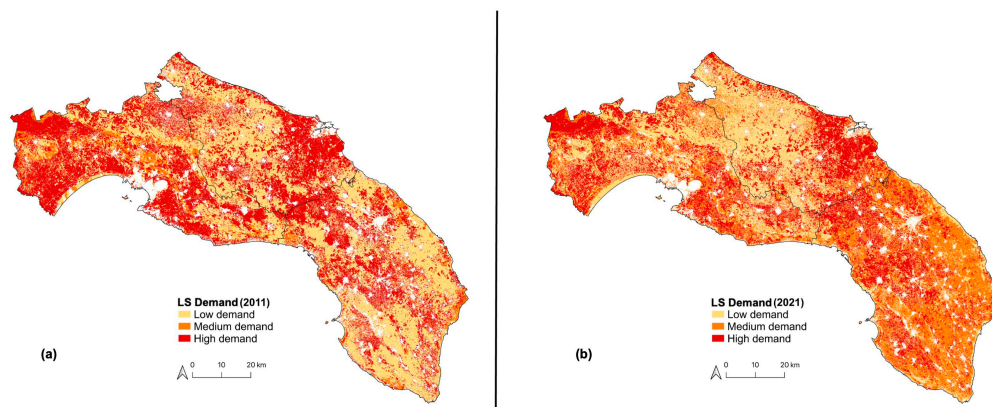 LS Demand (2011)
Low demand
Medium demand
High demand
(a)
0 10 20 km
LS Demand (2021)
Low demand
Medium demand
High demand
(b)
0 10 20 km